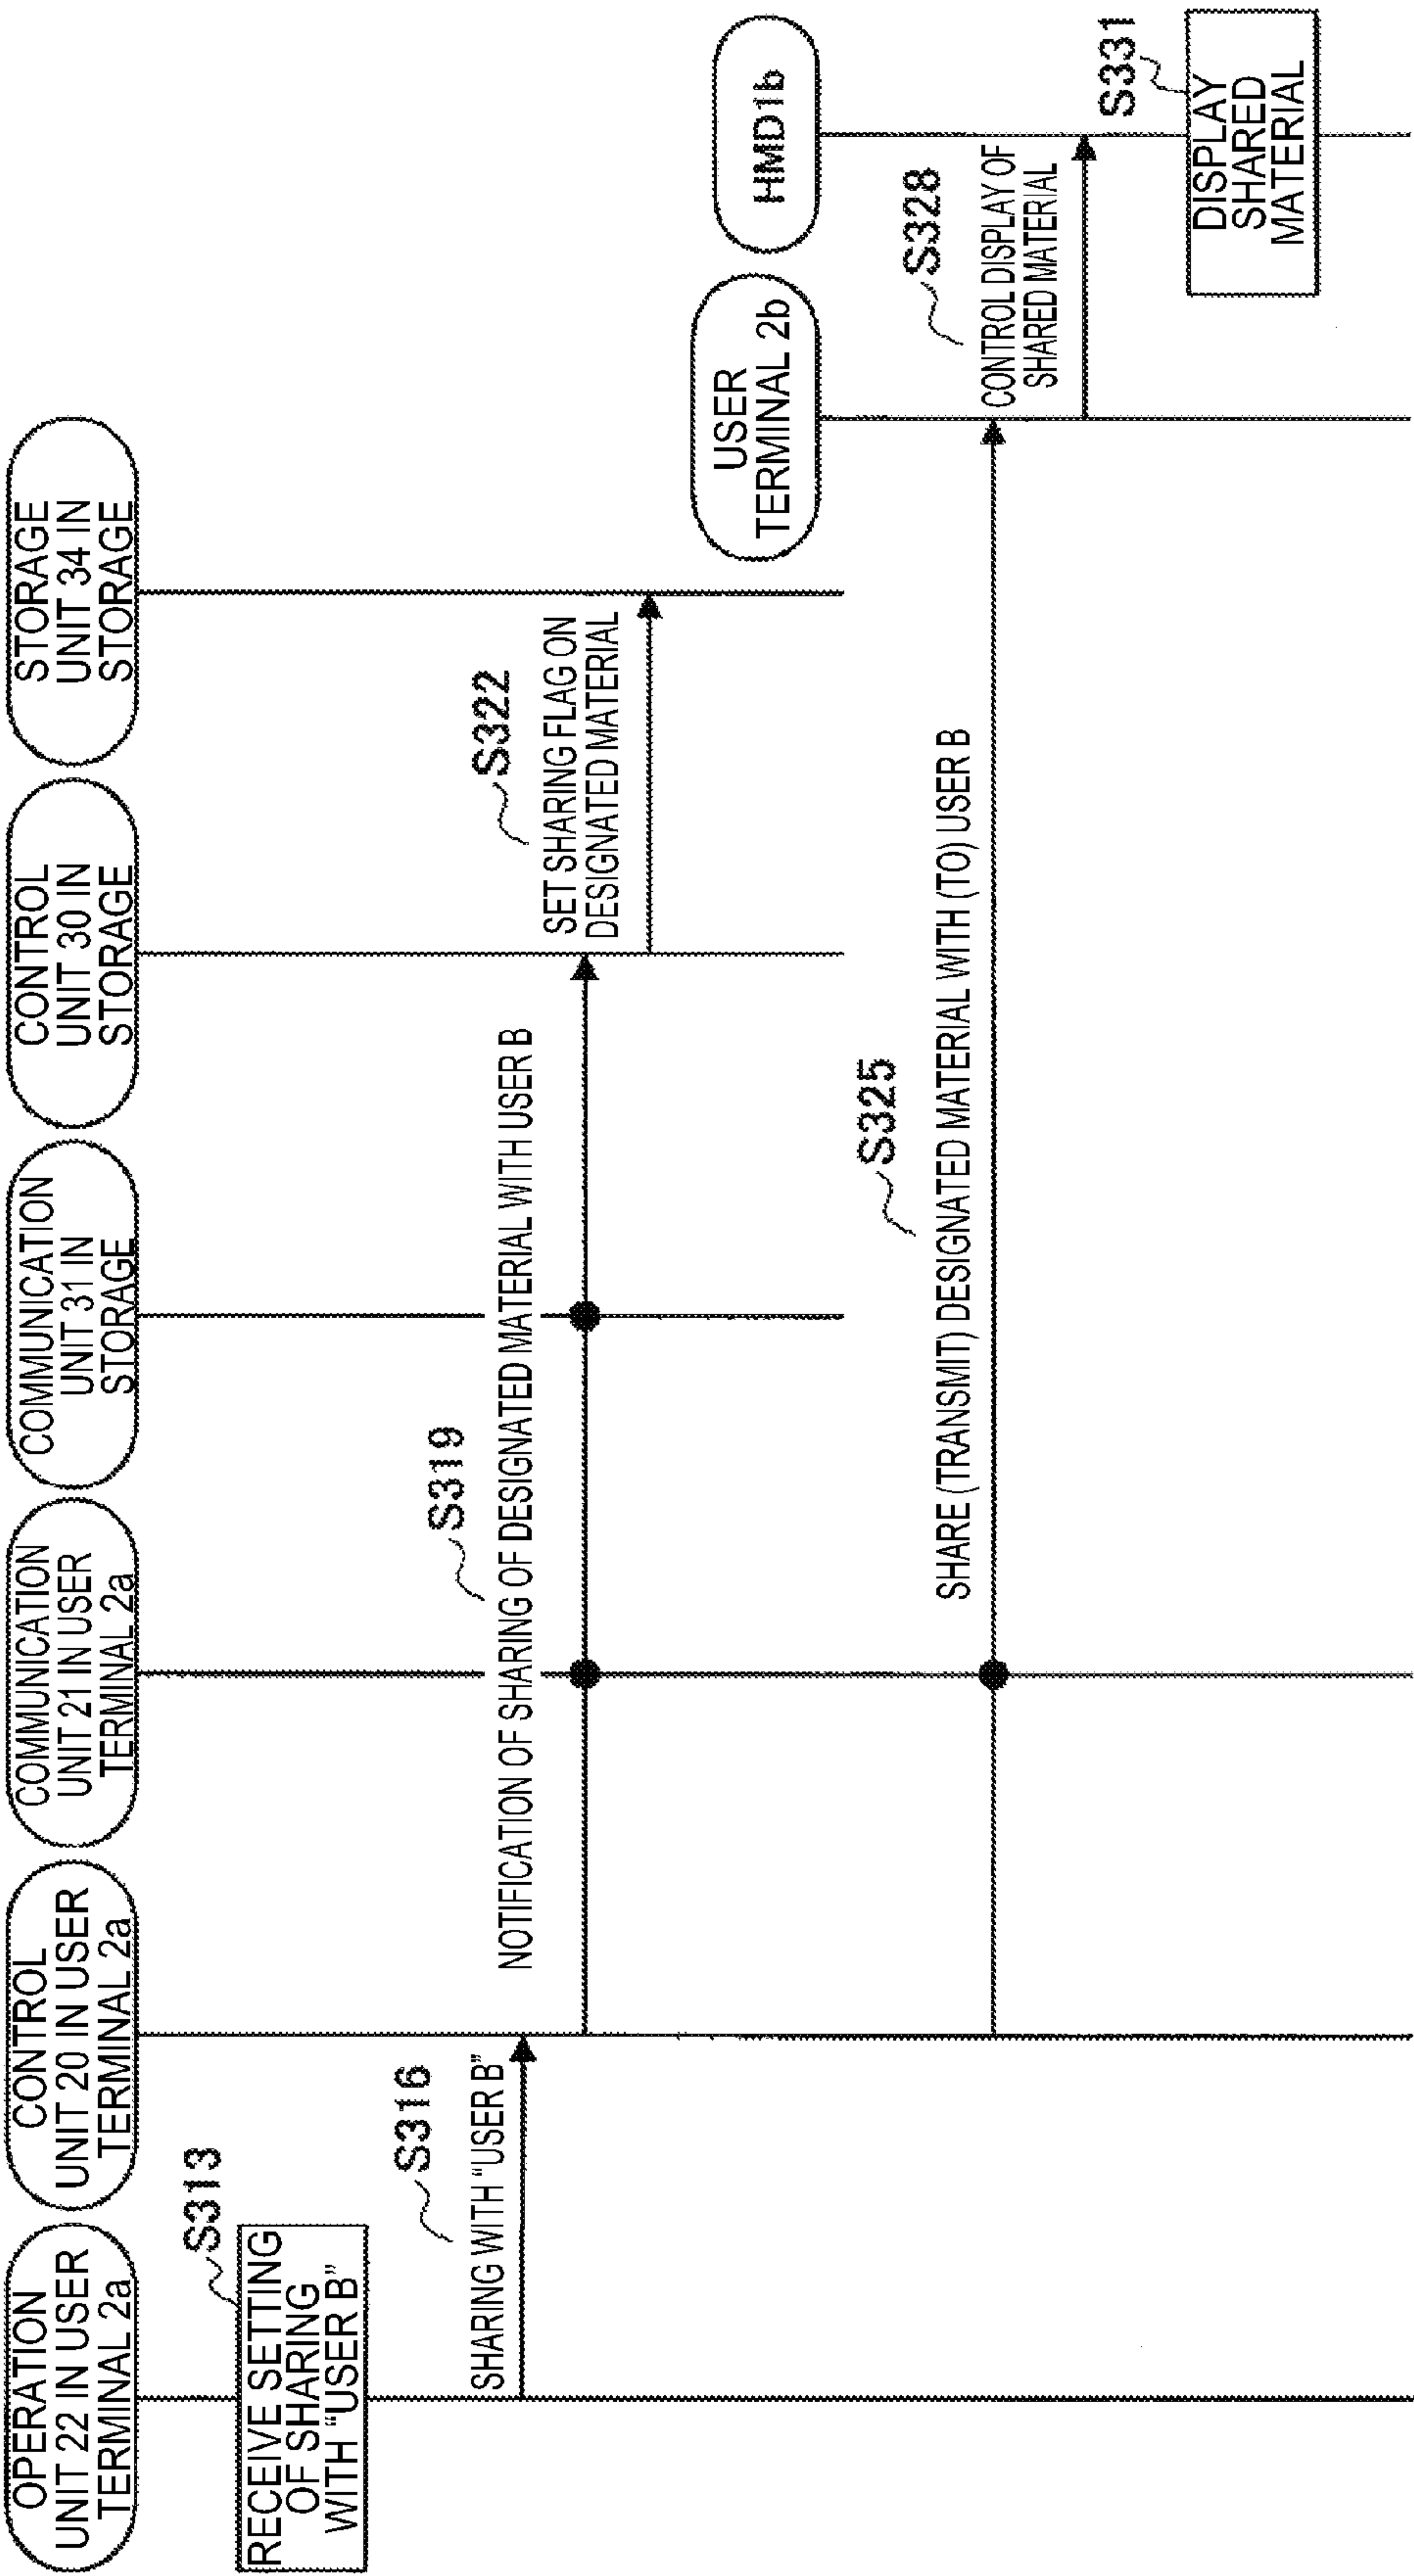 OPERATION
UNIT 22 IN USER
TERMINAL 2a
CONTROL
UNIT 20 IN USER
TERMINAL 2a
COMMUNICATION
UNIT 21 IN USER
TERMINAL 2a
COMMUNICATION
UNIT 31 IN
STORAGE
CONTROL
UNIT 30 IN
STORAGE
STORAGE
UNIT 34 IN
STORAGE
S313
RECEIVE SETTING
OF SHARING
WITH "USER B"
S316
SHARING WITH "USER B"
S319
NOTIFICATION OF SHARING OF DESIGNATED MATERIAL WITH USER B
S322
SET SHARING FLAG ON
DESIGNATED MATERIAL
USER
TERMINAL 2b
HMD1b
S325
SHARE (TRANSMIT) DESIGNATED MATERIAL WITH (TO) USER B
S328
CONTROL DISPLAY OF
SHARED MATERIAL
S331
DISPLAY
SHARED
MATERIAL